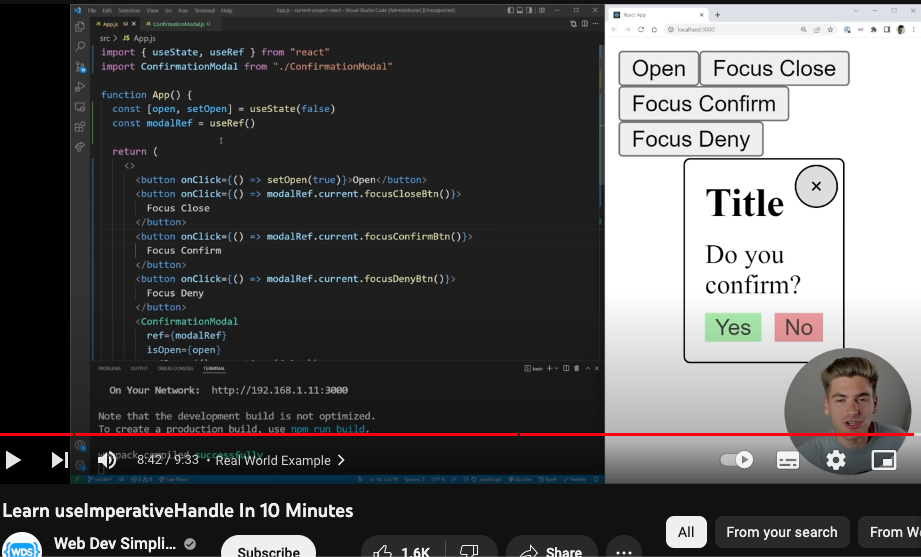 File Edit Selection View Go Run Terminal Help
App.js - current-project-react - Visual Studio Code [Administrator] [Unsupported]
App.js M
ConfirmationModal.js U
src > JS App.js
import { useState, useRef } from "react"
import ConfirmationModal from "./ConfirmationModal"
function App() {
const [open, setOpen] = useState(false)
const modalRef = useRef()
return (
<>
<button onClick={() => setOpen(true)}>Open</button>
<button onClick={() => modalRef.current.focusCloseBtn()}>
Focus Close
</button>
<button onClick={() => modalRef.current.focusConfirmBtn()}>
Focus Confirm
</button>
<button onClick={() => modalRef.current.focusDenyBtn()}>
Focus Deny
</button>
<ConfirmationModal
ref={modalRef}
isOpen={open}
PROBLEMS OUTPUT DEBUG CONSOLE TERMINAL
bash
On Your Network: http://192.168.1.11:3000
Note that the development build is not optimized.
To create a production build, use npm run build.
webpack compiled successfully
React App
localhost:3000
Open
Focus Close
Focus Confirm
Focus Deny
Title
×
Do you
confirm?
Yes
No
8:42 / 9:33 • Real World Example >
Learn useImperativeHandle In 10 Minutes
WDS
Web Dev Simpli...
Subscribe
1.6K
Share
All
From your search
From W